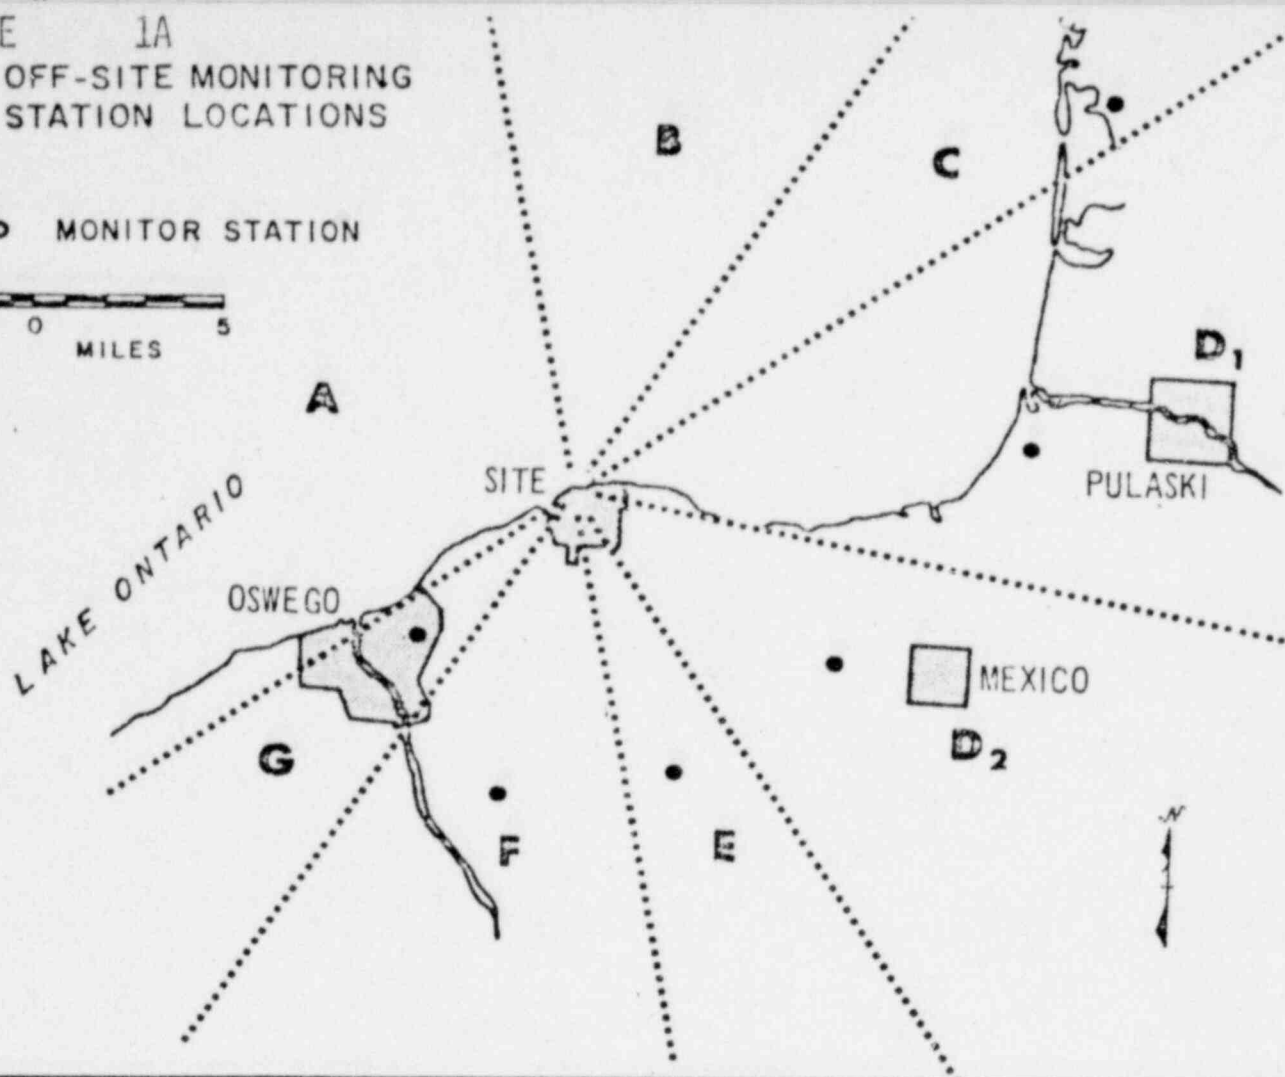 E 1A
OFF-SITE MONITORING
STATION LOCATIONS
MONITOR STATION
0 5
MILES
A
B
C
D1
PULASKI
SITE
LAKE ONTARIO
OSWEGO
MEXICO
D2
G
F
E
N